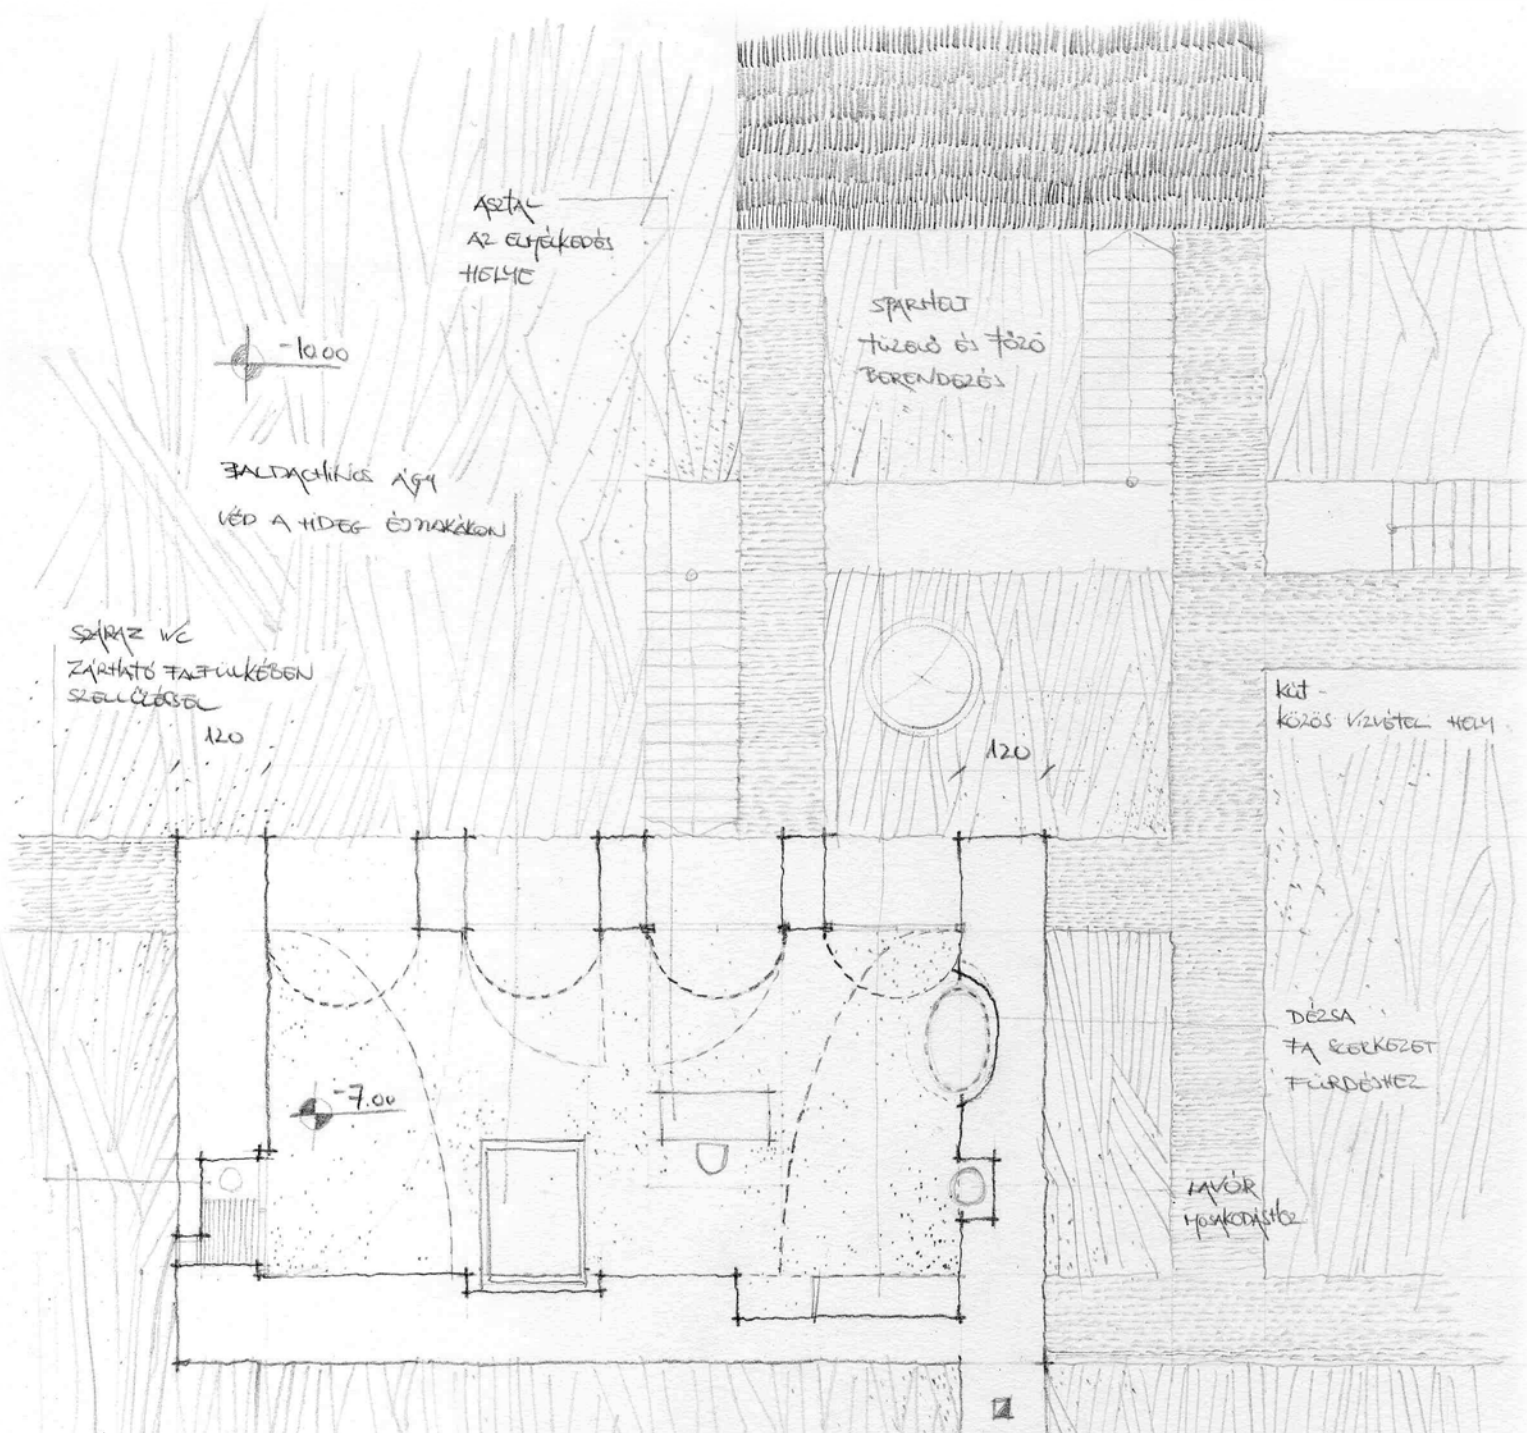 ASZTAL
AZ ELMÉLKEDÉS
HELYE
SPARHELT
TÜZELŐ ÉS FŐZŐ
BERENDEZÉS
-10.00
BALDACHINOS ÁGY
VÉD A HIDEG ÉJSZAKÁKON
SZÁRAZ WC
ZÁRHATÓ FALFÜLKÉBEN
SZELLŐZÉSSEL
120
KÚT -
KÖZÖS VÍZVÉTELI HELY
120
DÉZSA
FA SZERKEZET
FÜRDÉSHEZ
-7.00
LAVÓR
MOSAKODÁSHOZ